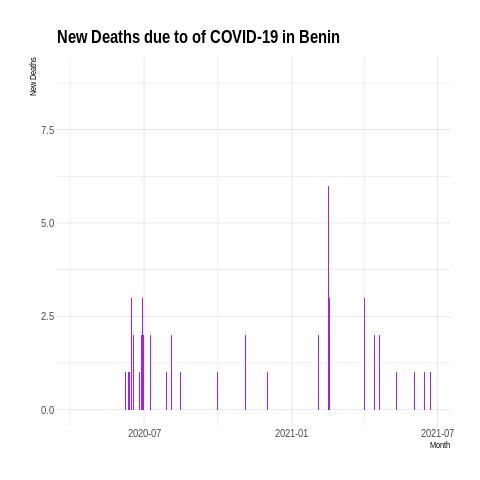 New Deaths due to of COVID-19 in Benin
New Deaths
7.5
5.0
2.5
0.0
2020-07
2021-01
2021-07
Month